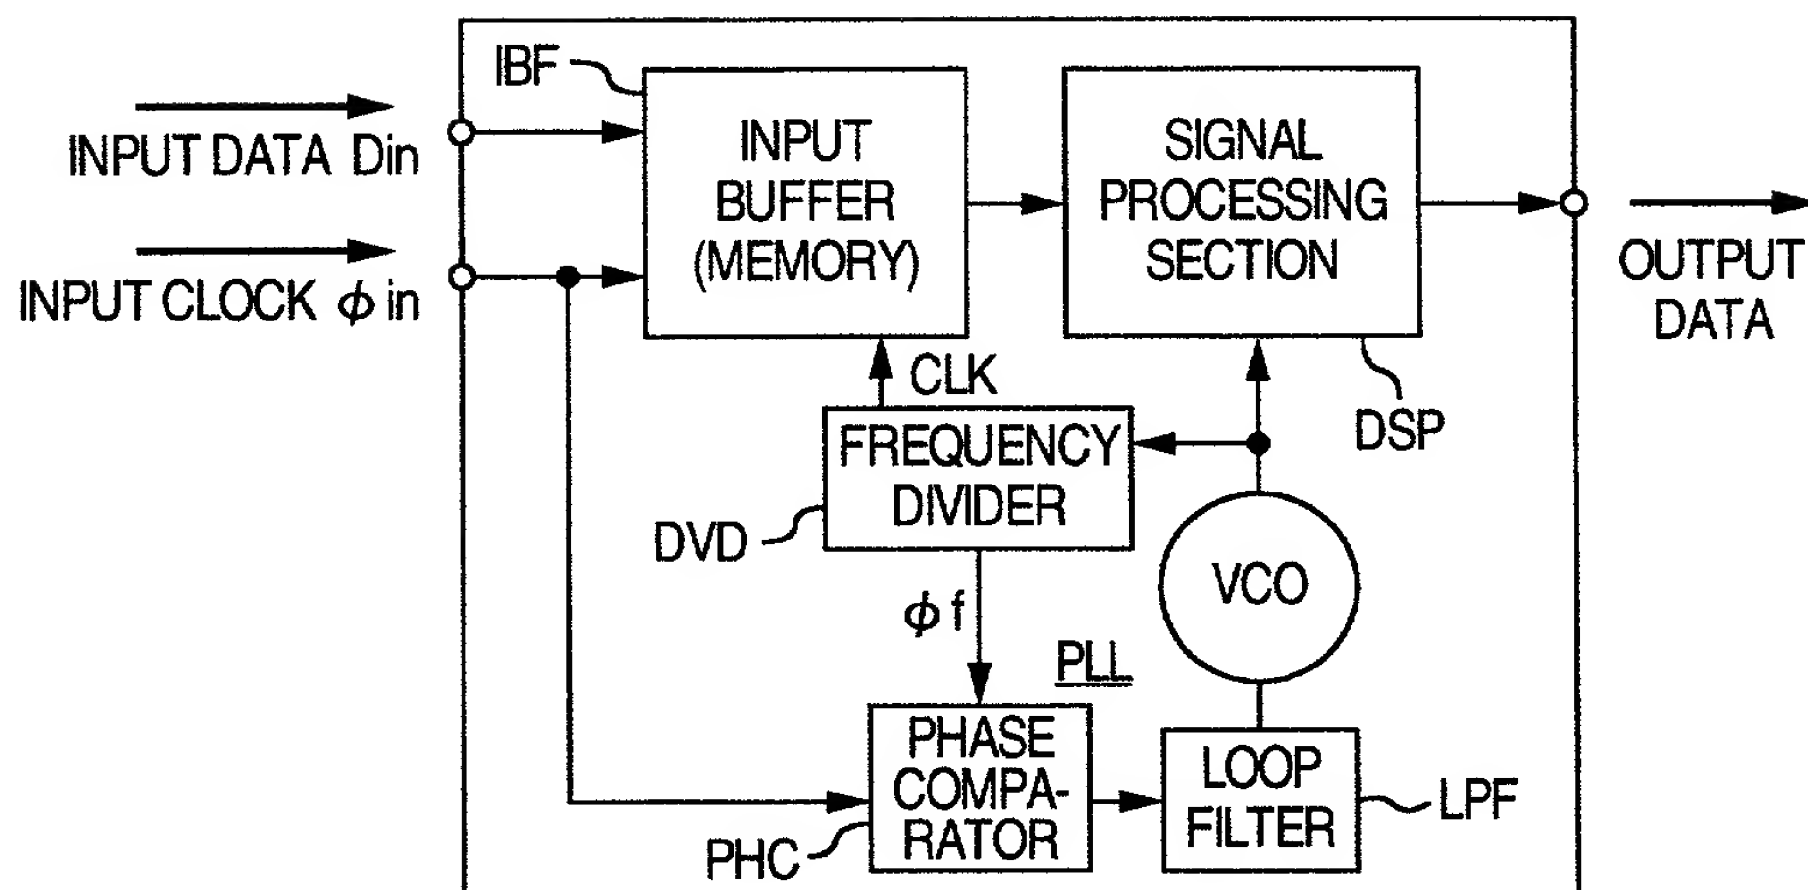 IBF
INPUT DATA Din
INPUT CLOCK ϕ in
INPUT
BUFFER
(MEMORY)
SIGNAL
PROCESSING
SECTION
OUTPUT
DATA
CLK
DSP
FREQUENCY
DIVIDER
DVD
VCO
ϕ f
PLL
PHASE
COMPA-
RATOR
PHC
LOOP
FILTER
LPF